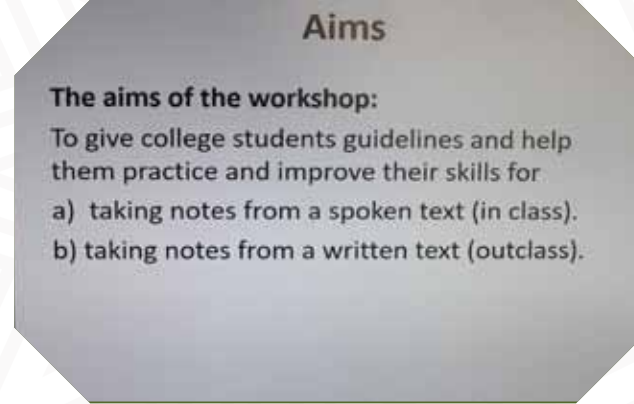 Aims
The aims of the workshop:
To give college students guidelines and help
them practice and improve their skills for
a) taking notes from a spoken text (in class).
b) taking notes from a written text (outclass).